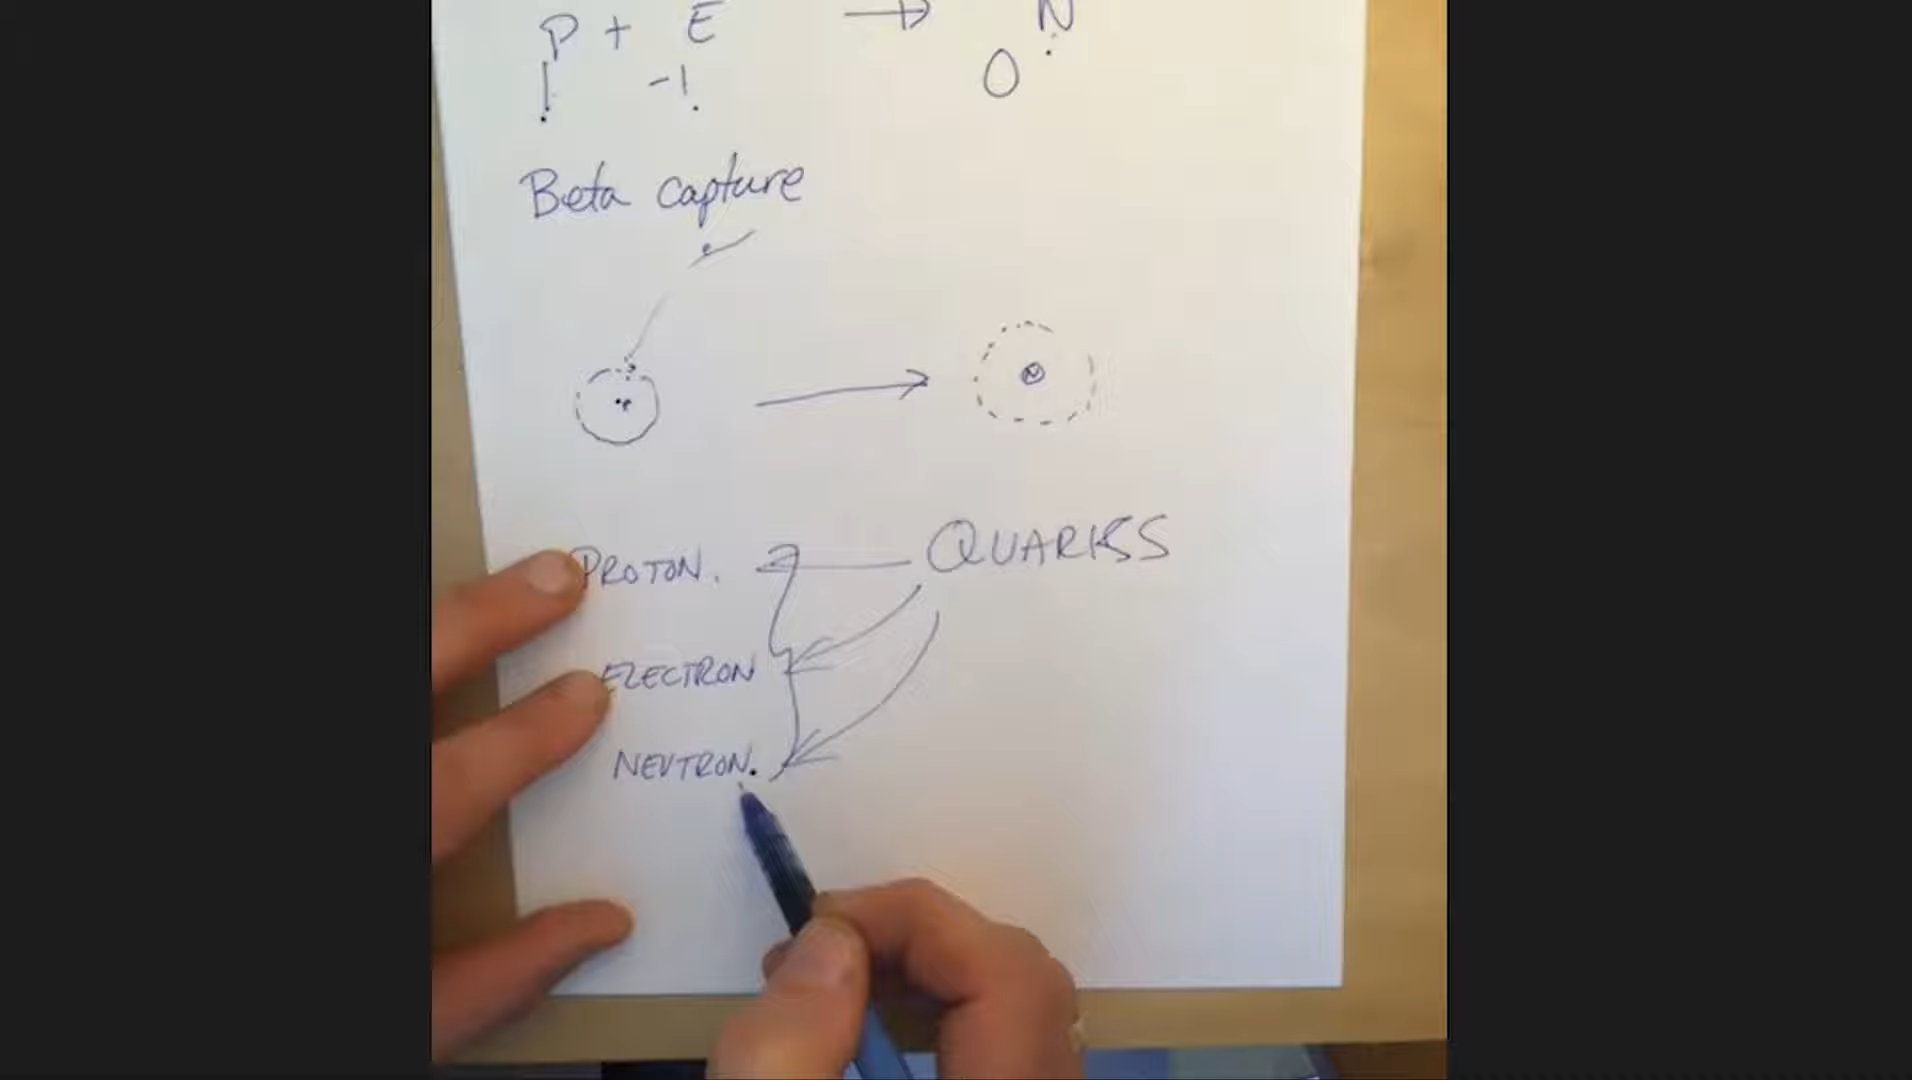 P + E → N
1 -1 0
Beta capture
P N
PROTON. QUARKS
ELECTRON
NEUTRON.